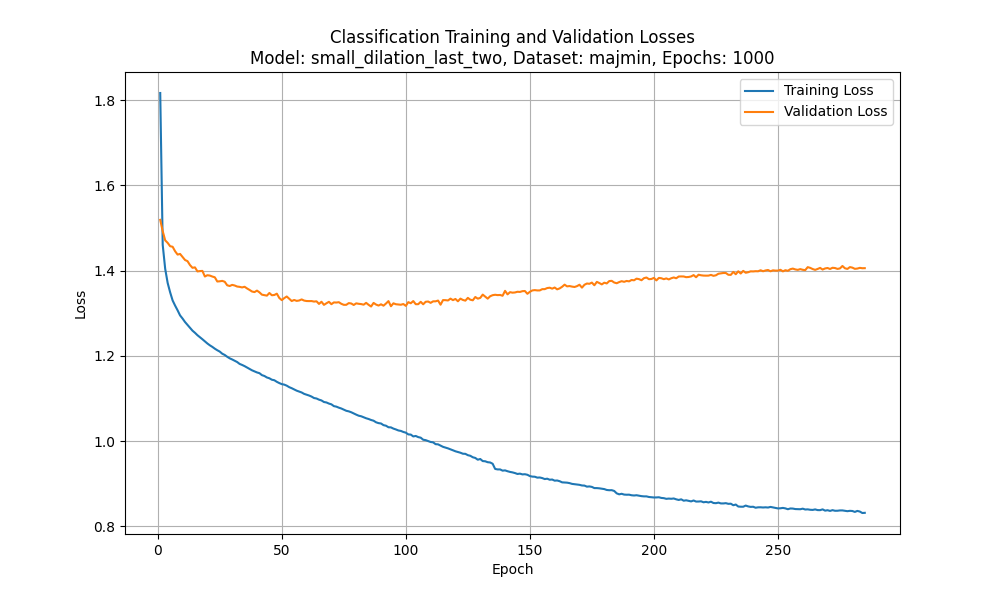 Classification Training and Validation Losses
Model: small_dilation_last_two, Dataset: majmin, Epochs: 1000
Training Loss
Validation Loss
1.8
1.6
1.4
1.2
1.0
0.8
Loss
0 50 100 150 200 250
Epoch